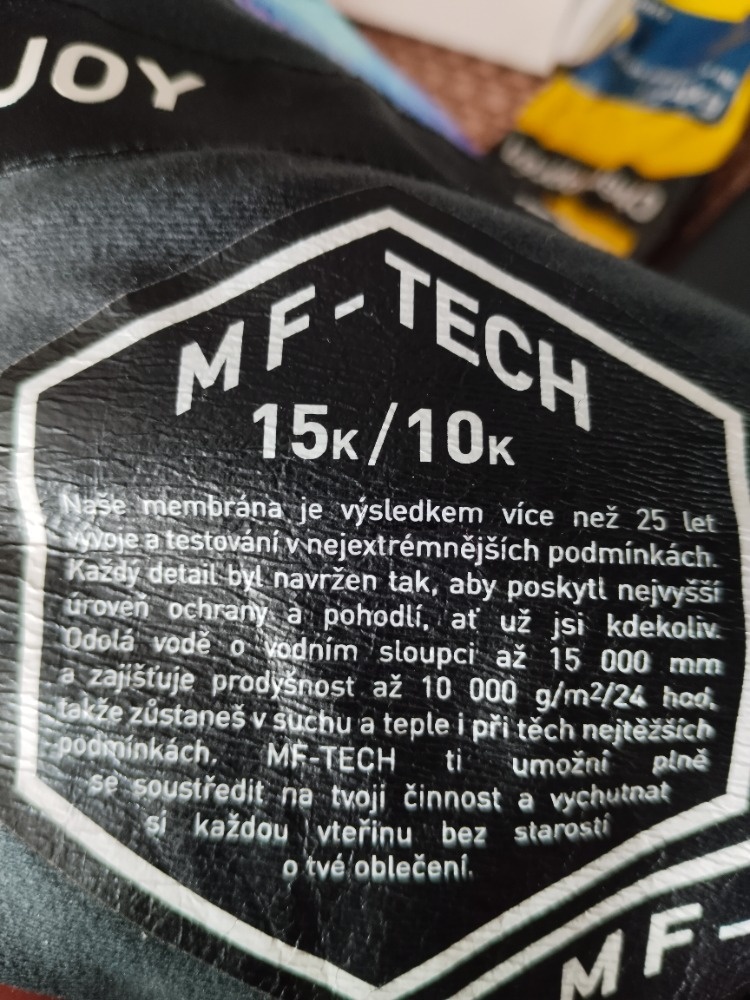 JOY
MF-TECH
15K/10K
Naše membrána je výsledkem více než 25 let
vývoje a testování v nejextrémnějších podmínkách.
Každý detail byl navržen tak, aby poskytl nejvyšší
úroveň ochrany a pohodlí, ať už jsi kdekoliv.
Odolá vodě o vodním sloupci až 15 000 mm
a zajišťuje prodyšnost až 10 000 g/m²/24 hod,
takže zůstaneš v suchu a teple i při těch nejtěžších
podmínkách. MF-TECH ti umožní plně
se soustředit na tvoji činnost a vychutnat
si každou vteřinu bez starostí
o tvé oblečení.
MF-